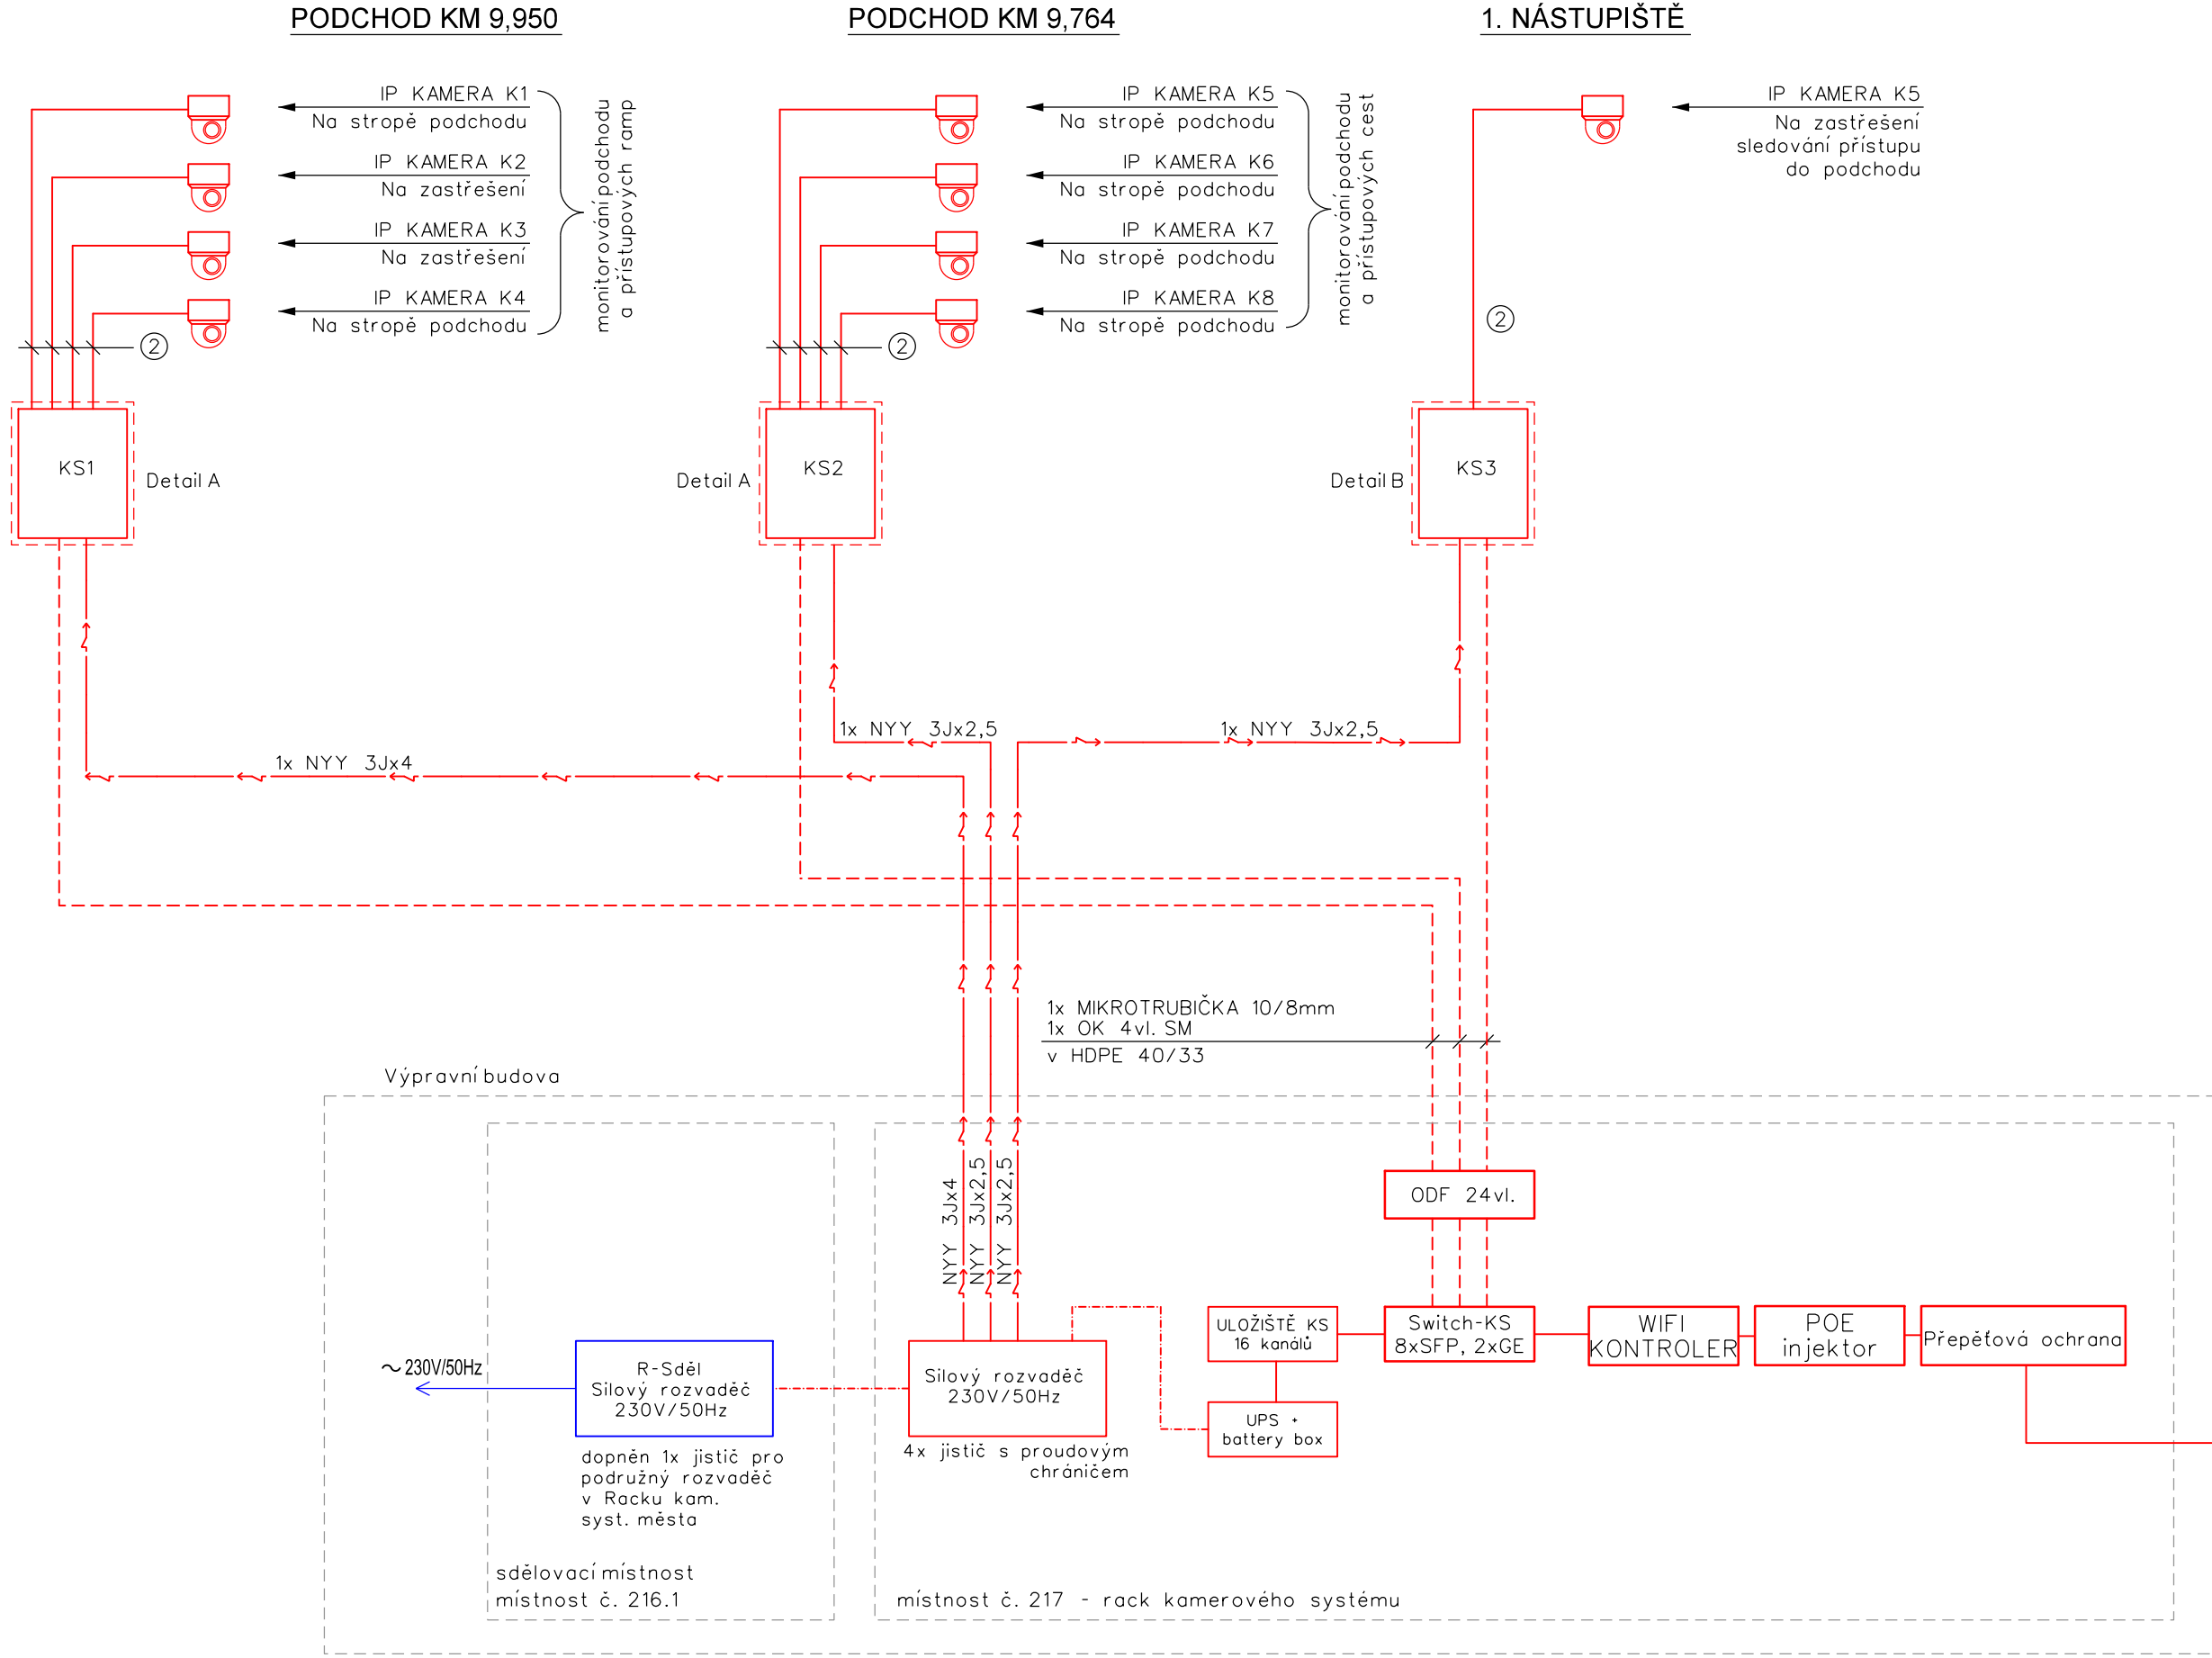 PODCHOD KM 9,950
PODCHOD KM 9,764
1. NÁSTUPIŠTĚ
IP KAMERA K1
Na stropě podchodu
IP KAMERA K2
Na zastřešení
IP KAMERA K3
Na zastřešení
IP KAMERA K4
Na stropě podchodu
monitorování podchodu
a přístupových ramp
2
IP KAMERA K5
Na stropě podchodu
IP KAMERA K6
Na stropě podchodu
IP KAMERA K7
Na stropě podchodu
IP KAMERA K8
Na stropě podchodu
monitorování podchodu
a přístupových cest
2
IP KAMERA K5
Na zastřešení
sledování přístupu
do podchodu
2
KS1
Detail A
Detail A
KS2
Detail B
KS3
1x NYY 3Jx4
1x NYY 3Jx2,5
1x NYY 3Jx2,5
1x MIKROTRUBIČKA 10/8mm
1x OK 4vl. SM
v HDPE 40/33
Výpravní budova
NYY 3Jx4
NYY 3Jx2,5
NYY 3Jx2,5
ODF 24vl.
~ 230V/50Hz
R-Sděl
Silový rozvaděč
230V/50Hz
dopněn 1x jistič pro
podružný rozvaděč
v Racku kam.
syst. města
sdělovací místnost
místnost č. 216.1
Silový rozvaděč
230V/50Hz
4x jistič s proudovým
chráničem
ULOŽIŠTĚ KS
16 kanálů
UPS +
battery box
Switch-KS
8xSFP, 2xGE
WIFI
KONTROLER
POE
injektor
Přepěťová ochrana
místnost č. 217 - rack kamerového systému